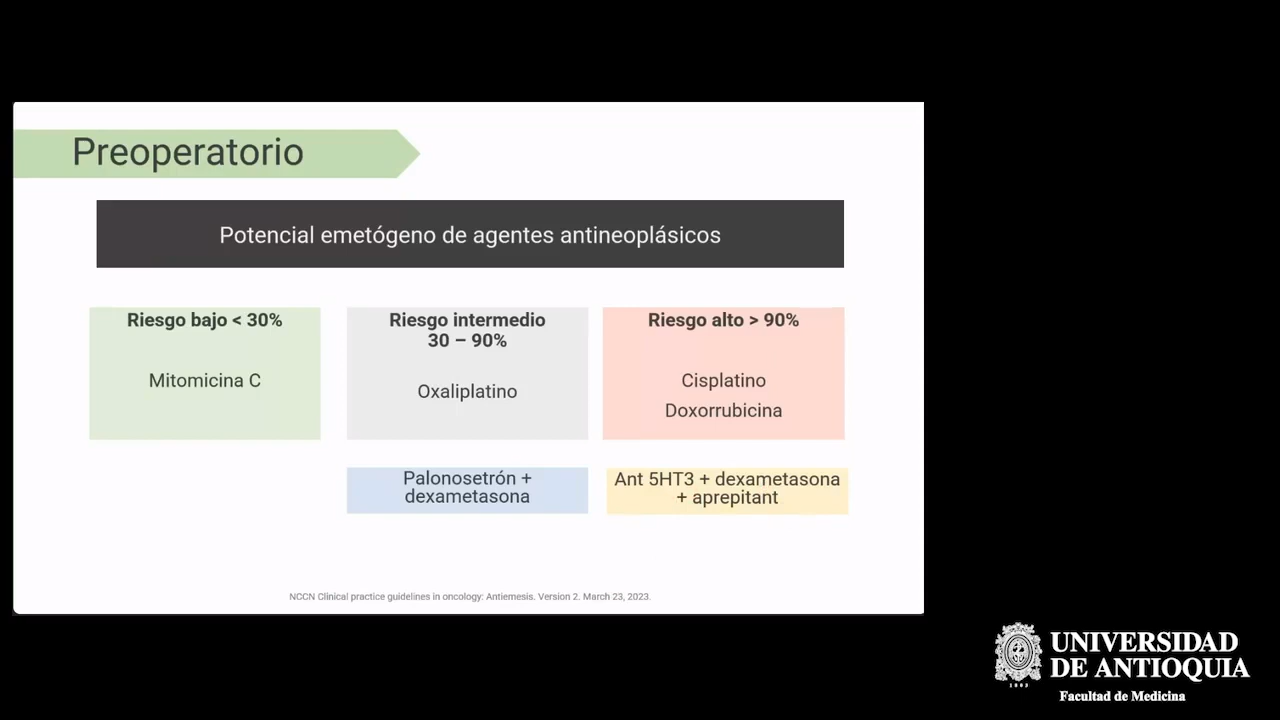 Preoperatorio
Potencial emetógeno de agentes antineoplásicos
Riesgo bajo < 30%
Mitomicina C
Riesgo intermedio
30 – 90%
Oxaliplatino
Riesgo alto > 90%
Cisplatino
Doxorrubicina
Palonosetrón +
dexametasona
Ant 5HT3 + dexametasona
+ aprepitant
NCCN Clinical practice guidelines in oncology: Antiemesis. Version 2. March 23, 2023.
UNIVERSIDAD
DE ANTIOQUIA
1803
Facultad de Medicina